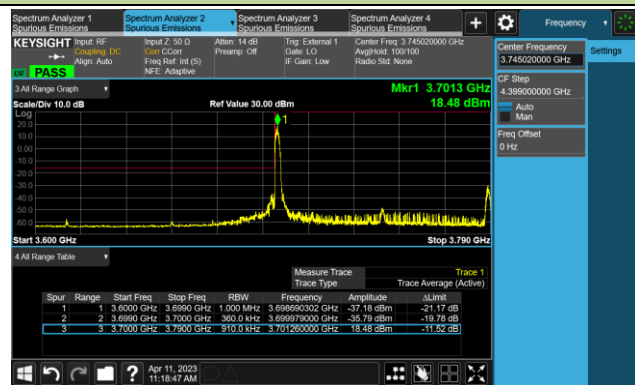 Spectrum Analyzer 1 Spectrum Analyzer 2 Spectrum Analyzer 3 Spectrum Analyzer 4 Frequency
Spurious Emissions Spurious Emissions Spurious Emissions Spurious Emissions
KEYSIGHT Input: RF Input Z: 50 Ω Atten: 14 dB Trig: External 1 Center Freq: 3.745020000 GHz
Coupling: DC Corr CCorr Preamp: Off Gate: LO Avg|Hold: 100/100
Align: Auto Freq Ref: Int (S) IF Gain: Low Radio Std: None
NFE: Adaptive
PASS
Center Frequency
3.745020000 GHz
Settings
CF Step
4.399000000 GHz
Auto
Man
Freq Offset
0 Hz
3 All Range Graph Mkr1 3.7013 GHz
Scale/Div 10.0 dB Ref Value 30.00 dBm 18.48 dBm
Log
1
20.0
10.0
0.00
-10.0
-20.0
-30.0
-40.0
-50.0
-60.0
Start 3.600 GHz Stop 3.790 GHz
4 All Range Table
Measure Trace Trace 1
Trace Type Trace Average (Active)
Spur Range Start Freq Stop Freq RBW Frequency Amplitude ΔLimit
1 1 3.6000 GHz 3.6990 GHz 1.000 MHz 3.698690302 GHz -37.18 dBm -21.17 dB
2 2 3.6990 GHz 3.7000 GHz 360.0 kHz 3.699979000 GHz -35.79 dBm -19.78 dB
3 3 3.7000 GHz 3.7900 GHz 910.0 kHz 3.701260000 GHz 18.48 dBm -11.52 dB
? Apr 11, 2023
11:18:47 AM